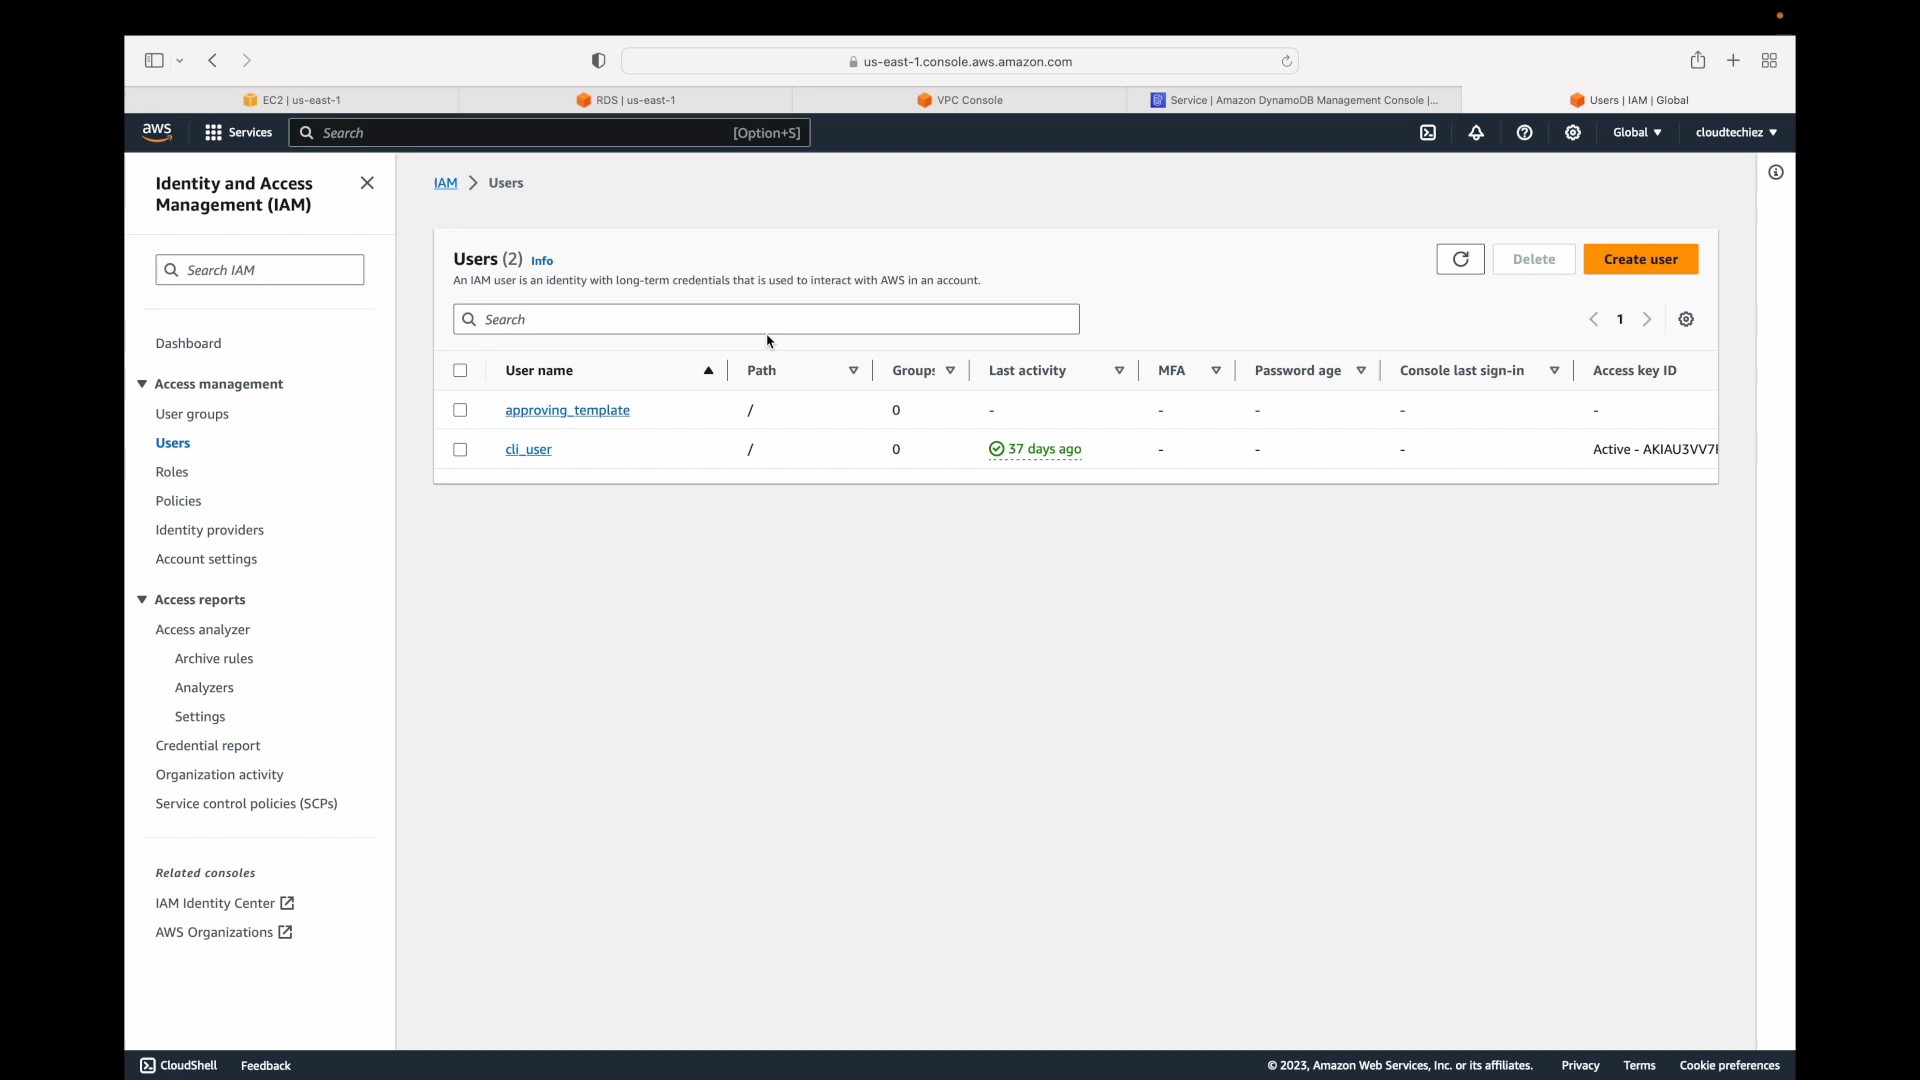 us-east-1.console.aws.amazon.com
EC2 | us-east-1
RDS | us-east-1
VPC Console
Service | Amazon DynamoDB Management Console |...
Users | IAM | Global
aws
Services
Search
[Option+S]
Global
cloudtechiez
Identity and Access
Management (IAM)
Search IAM
Dashboard
Access management
User groups
Users
Roles
Policies
Identity providers
Account settings
Access reports
Access analyzer
Archive rules
Analyzers
Settings
Credential report
Organization activity
Service control policies (SCPs)
Related consoles
IAM Identity Center
AWS Organizations
IAM > Users
Users (2) Info
An IAM user is an identity with long-term credentials that is used to interact with AWS in an account.
Delete
Create user
Search
1
User name Path Groups Last activity MFA Password age Console last sign-in Access key ID
approving_template / 0 - - - - -
cli_user / 0 37 days ago - - - Active - AKIAU3VV7
CloudShell
Feedback
© 2023, Amazon Web Services, Inc. or its affiliates.
Privacy
Terms
Cookie preferences